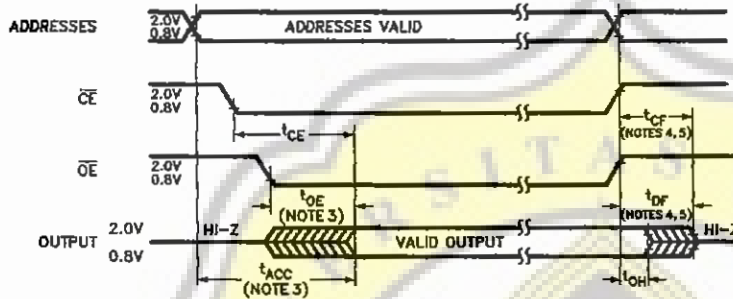 ADDRESSES 2.0V 0.8V ADDRESSES VALID
CE 2.0V 0.8V
tCE
tCF
(NOTES 4, 5)
OE 2.0V 0.8V
tOE
(NOTE 3)
tDF
(NOTES 4, 5)
OUTPUT 2.0V 0.8V HI-Z VALID OUTPUT HI-Z
tACC
(NOTE 3)
tOH
RSITAS